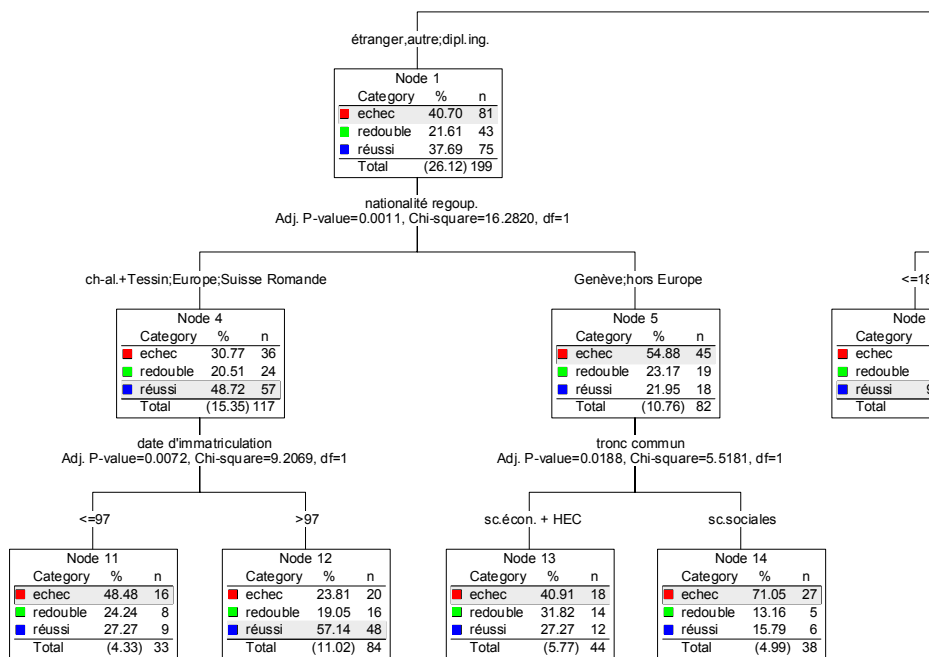 étranger,autre;dipl.ing.
Node 1
Category % n
echec 40.70 81
redouble 21.61 43
réussi 37.69 75
Total (26.12) 199
nationalité regoup.
Adj. P-value=0.0011, Chi-square=16.2820, df=1
ch-al.+Tessin;Europe;Suisse Romande
Node 4
Category % n
echec 30.77 36
redouble 20.51 24
réussi 48.72 57
Total (15.35) 117
date d'immatriculation
Adj. P-value=0.0072, Chi-square=9.2069, df=1
Genève;hors Europe
Node 5
Category % n
echec 54.88 45
redouble 23.17 19
réussi 21.95 18
Total (10.76) 82
tronc commun
Adj. P-value=0.0188, Chi-square=5.5181, df=1
<=18
Node
Category
echec
redouble
réussi 9
Total
<=97
Node 11
Category % n
echec 48.48 16
redouble 24.24 8
réussi 27.27 9
Total (4.33) 33
>97
Node 12
Category % n
echec 23.81 20
redouble 19.05 16
réussi 57.14 48
Total (11.02) 84
sc.écon. + HEC
Node 13
Category % n
echec 40.91 18
redouble 31.82 14
réussi 27.27 12
Total (5.77) 44
sc.sociales
Node 14
Category % n
echec 71.05 27
redouble 13.16 5
réussi 15.79 6
Total (4.99) 38